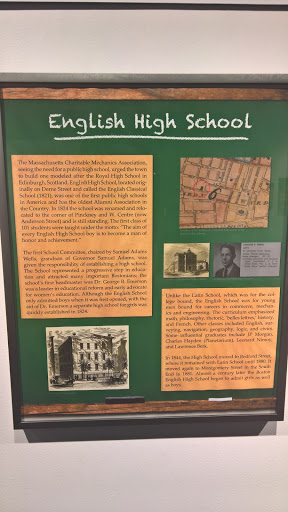 English High School
The Massachusetts Charitable Mechanics Association,
seeing the need for a public high school, urged the town
to build one modeled after the Royal High School in
Edinburgh, Scotland. English High School, located orig-
inally on Derne Street and called the English Classical
School (1821), was one of the first public high schools
in America and has the oldest Alumni Association in
the Country. In 1824 the school was renamed and relo-
cated to the corner of Pinckney and W. Centre (now
Anderson Street) and is still standing. The first class of
101 students were taught under the motto: "The aim of
every English High School boy is to become a man of
honor and achievement."
The first School Committee, chaired by Samuel Adams
Wells, grandson of Governor Samuel Adams, was
given the responsibility of establishing a high school.
The School represented a progressive step in educa-
tion and attracted many important Bostonians; the
school's first headmaster was Dr. George B. Emerson,
was a leader in educational reform and early advocate
for women's education. Although the English School
only admitted boys when it was first opened, with the
aid of Dr. Emerson a separate high school for girls was
quickly established in 1826.
Unlike the Latin School, which was for the col-
lege bound, the English School was for young
men bound for careers in commerce, mechan-
ics and engineering. The curriculum emphasized
math, philosophy, rhetoric, "belles-lettres," history,
and French. Other classes included English, sur-
veying, navigation, geography, logic, and civics.
Some influential graduates include JP Morgan,
Charles Hayden (Planetarium), Leonard Nimoy,
and Lawrence Berk.
In 1844, the High School moved to Bedford Street,
where it remained with Latin School until 1880. It
moved again to Montgomery Street in the South
End in 1880. Almost a century later the doors of
English High School began to admit girls as well
as boys.